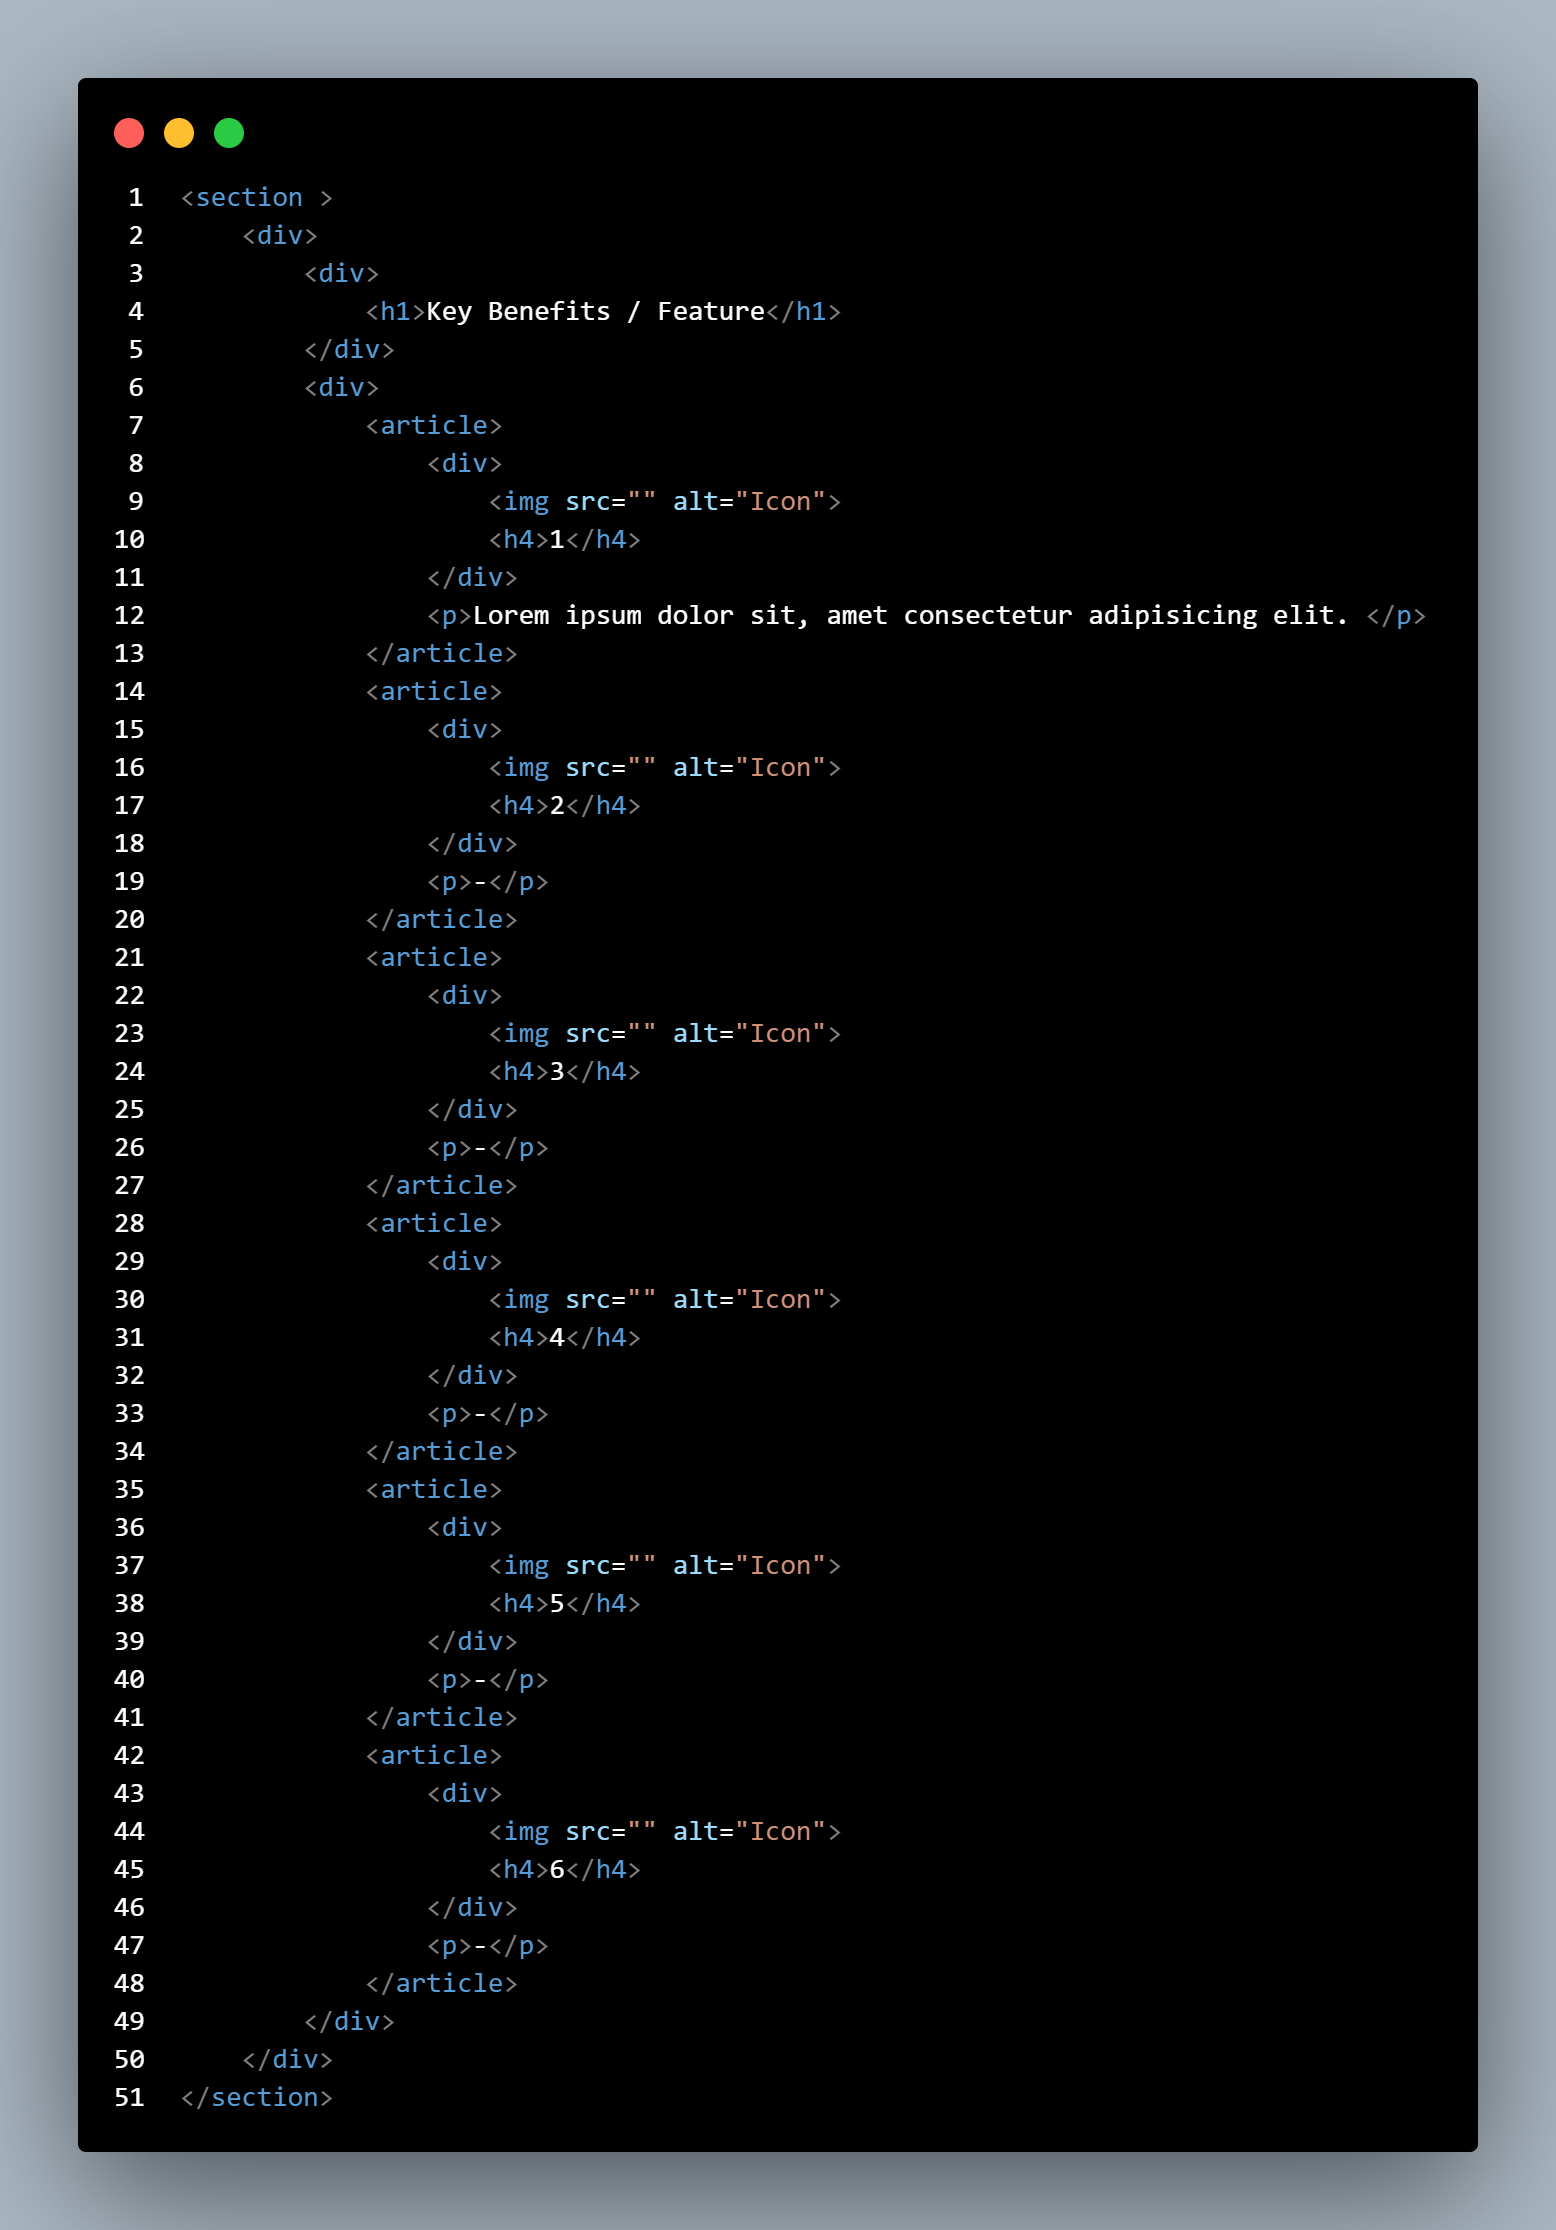 1 <section >
2     <div>
3         <div>
4             <h1>Key Benefits / Feature</h1>
5         </div>
6         <div>
7             <article>
8                 <div>
9                     <img src="" alt="Icon">
10                     <h4>1</h4>
11                 </div>
12                 <p>Lorem ipsum dolor sit, amet consectetur adipisicing elit. </p>
13             </article>
14             <article>
15                 <div>
16                     <img src="" alt="Icon">
17                     <h4>2</h4>
18                 </div>
19                 <p>-</p>
20             </article>
21             <article>
22                 <div>
23                     <img src="" alt="Icon">
24                     <h4>3</h4>
25                 </div>
26                 <p>-</p>
27             </article>
28             <article>
29                 <div>
30                     <img src="" alt="Icon">
31                     <h4>4</h4>
32                 </div>
33                 <p>-</p>
34             </article>
35             <article>
36                 <div>
37                     <img src="" alt="Icon">
38                     <h4>5</h4>
39                 </div>
40                 <p>-</p>
41             </article>
42             <article>
43                 <div>
44                     <img src="" alt="Icon">
45                     <h4>6</h4>
46                 </div>
47                 <p>-</p>
48             </article>
49         </div>
50     </div>
51 </section>